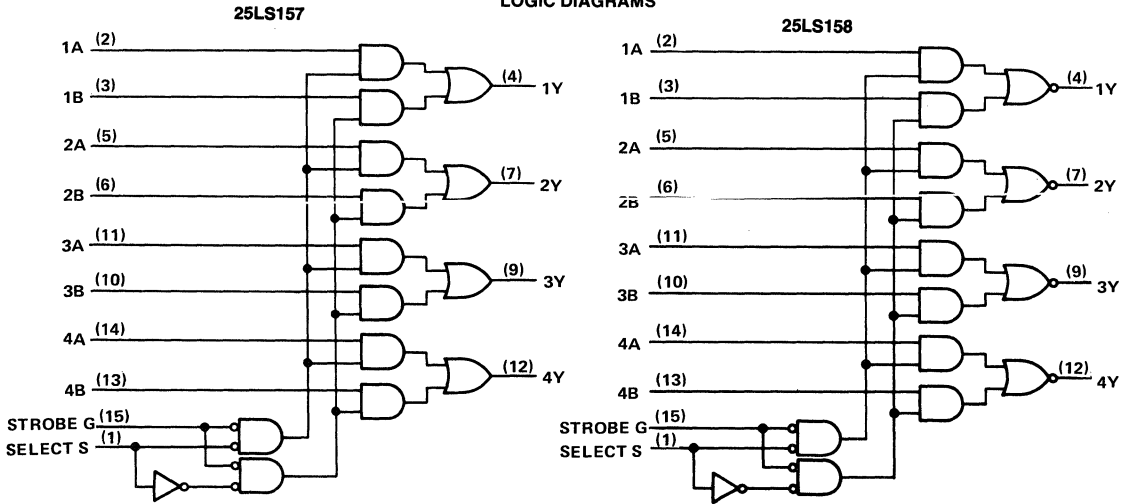 LOGIC DIAGRAMS
25LS157
1A (2)
1B (3)
(4) 1Y
2A (5)
2B (6)
(7) 2Y
3A (11)
3B (10)
(9) 3Y
4A (14)
4B (13)
(12) 4Y
STROBE G (15)
SELECT S (1)
25LS158
1A (2)
1B (3)
(4) 1Y
2A (5)
2B (6)
(7) 2Y
3A (11)
3B (10)
(9) 3Y
4A (14)
4B (13)
(12) 4Y
STROBE G (15)
SELECT S (1)